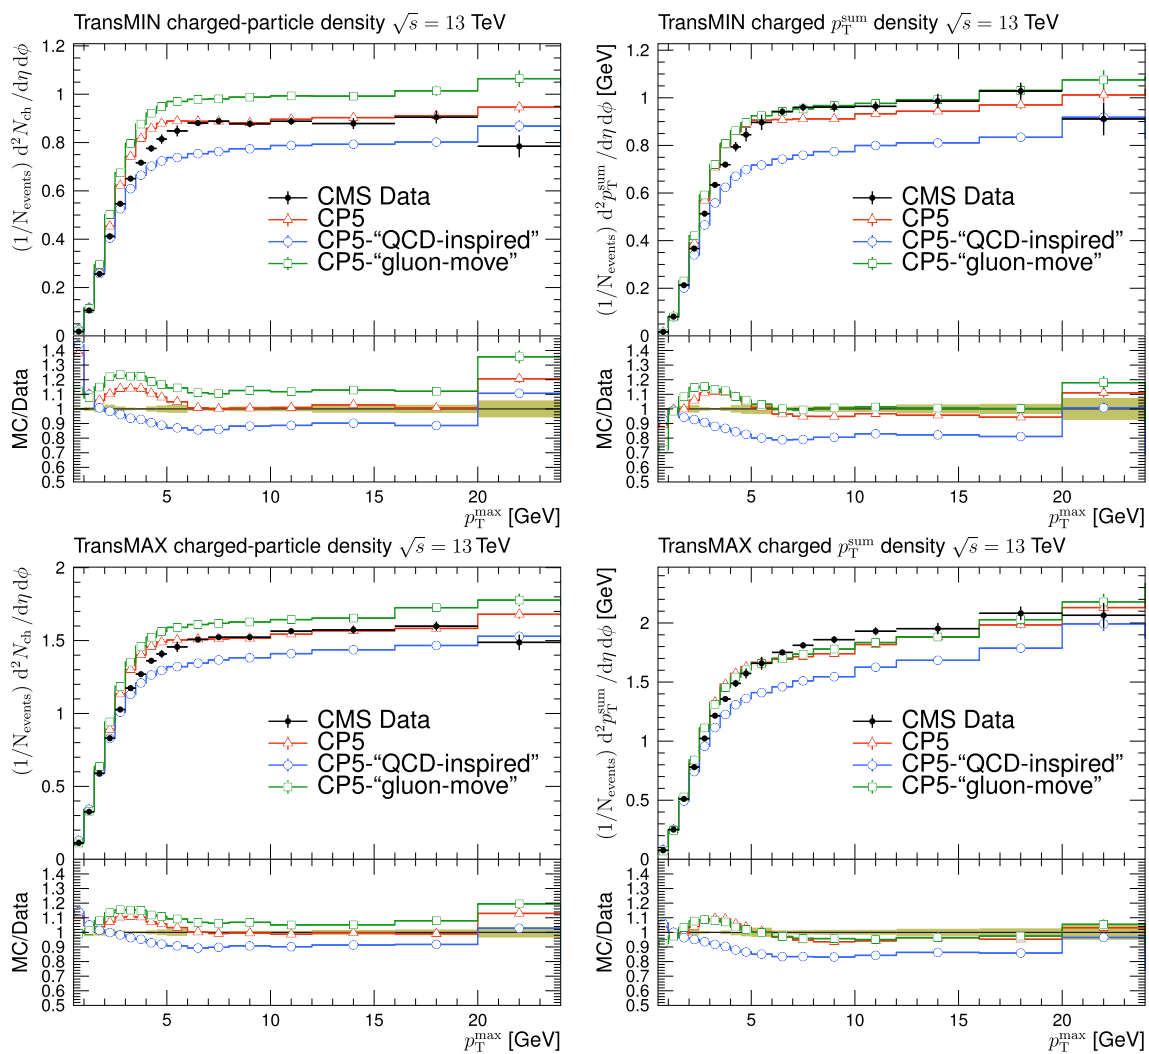 TransMIN charged-particle density √s = 13 TeV
(1/N_events) d²N_ch/dη dϕ
1
0.8
0.6
0.4
0.2
0
CMS Data
CP5
CP5-“QCD-inspired”
CP5-“gluon-move”
MC/Data
1.4
1.3
1.2
1.1
1
0.9
0.8
0.7
0.6
0.5
5 10 15 20
p_T^max [GeV]
TransMIN charged p_T^sum density √s = 13 TeV
(1/N_events) d²p_T^sum/dη dϕ [GeV]
1.2
1
0.8
0.6
0.4
0.2
0
CMS Data
CP5
CP5-“QCD-inspired”
CP5-“gluon-move”
MC/Data
1.4
1.3
1.2
1.1
1
0.9
0.8
0.7
0.6
0.5
5 10 15 20
p_T^max [GeV]
TransMAX charged-particle density √s = 13 TeV
(1/N_events) d²N_ch/dη dϕ
2
1.5
1
0.5
0
CMS Data
CP5
CP5-“QCD-inspired”
CP5-“gluon-move”
MC/Data
1.4
1.3
1.2
1.1
1
0.9
0.8
0.7
0.6
0.5
5 10 15 20
p_T^max [GeV]
TransMAX charged p_T^sum density √s = 13 TeV
(1/N_events) d²p_T^sum/dη dϕ [GeV]
2
1.5
1
0.5
0
CMS Data
CP5
CP5-“QCD-inspired”
CP5-“gluon-move”
MC/Data
1.4
1.3
1.2
1.1
1
0.9
0.8
0.7
0.6
0.5
5 10 15 20
p_T^max [GeV]